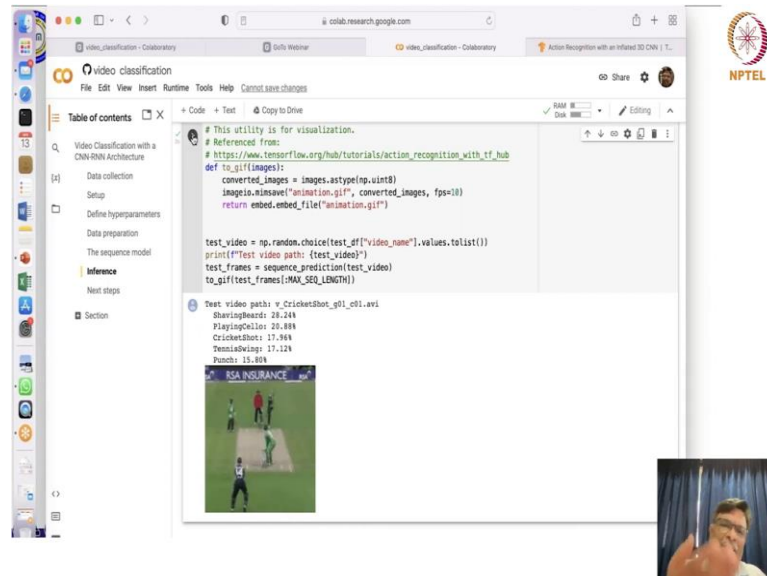 colab.research.google.com
video_classification - Colaboratory
GoTo Webinar
video_classification - Colaboratory
Action Recognition with an Inflated 3D CNN | T...
NPTEL
video classification
File Edit View Insert Runtime Tools Help Cannot save changes
Share
Table of contents
+ Code + Text Copy to Drive
RAM
Disk
Editing
Video Classification with a
CNN-RNN Architecture
Data collection
Setup
Define hyperparameters
Data preparation
The sequence model
Inference
Next steps
Section
# This utility is for visualization.
# Referenced from:
# https://www.tensorflow.org/hub/tutorials/action_recognition_with_tf_hub
def to_gif(images):
converted_images = images.astype(np.uint8)
imageio.mimsave("animation.gif", converted_images, fps=10)
return embed.embed_file("animation.gif")
test_video = np.random.choice(test_df["video_name"].values.tolist())
print(f"Test video path: {test_video}")
test_frames = sequence_prediction(test_video)
to_gif(test_frames[:MAX_SEQ_LENGTH])
Test video path: v_CricketShot_g01_c01.avi
ShavingBeard: 28.24%
PlayingCello: 20.88%
CricketShot: 17.96%
TennisSwing: 17.12%
Punch: 15.80%
RSA INSURANCE
13